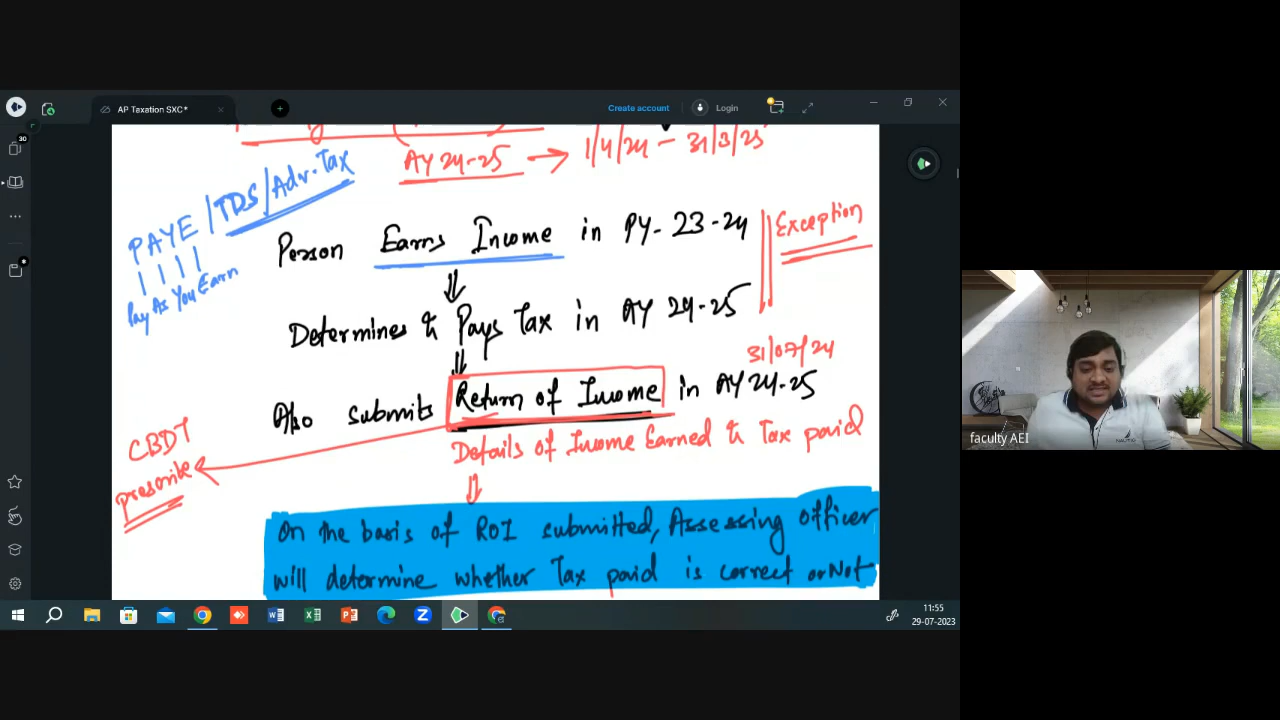 AP Taxation SXC*
Create account
Login
30
AY 24-25 → 1/4/24 - 31/3/25
PAYE / TDS / Adv. Tax
Pay As You Earn
Person Earns Income in PY- 23-24
Exception
Determines & Pays Tax in AY 24-25
31/07/24
Also submits Return of Income in AY 24-25
Details of Income Earned & Tax paid
CBDT
prescribe
On the basis of ROI submitted, Assessing Officer
will determine whether Tax paid is correct or Not
faculty AEI
11:55
29-07-2023